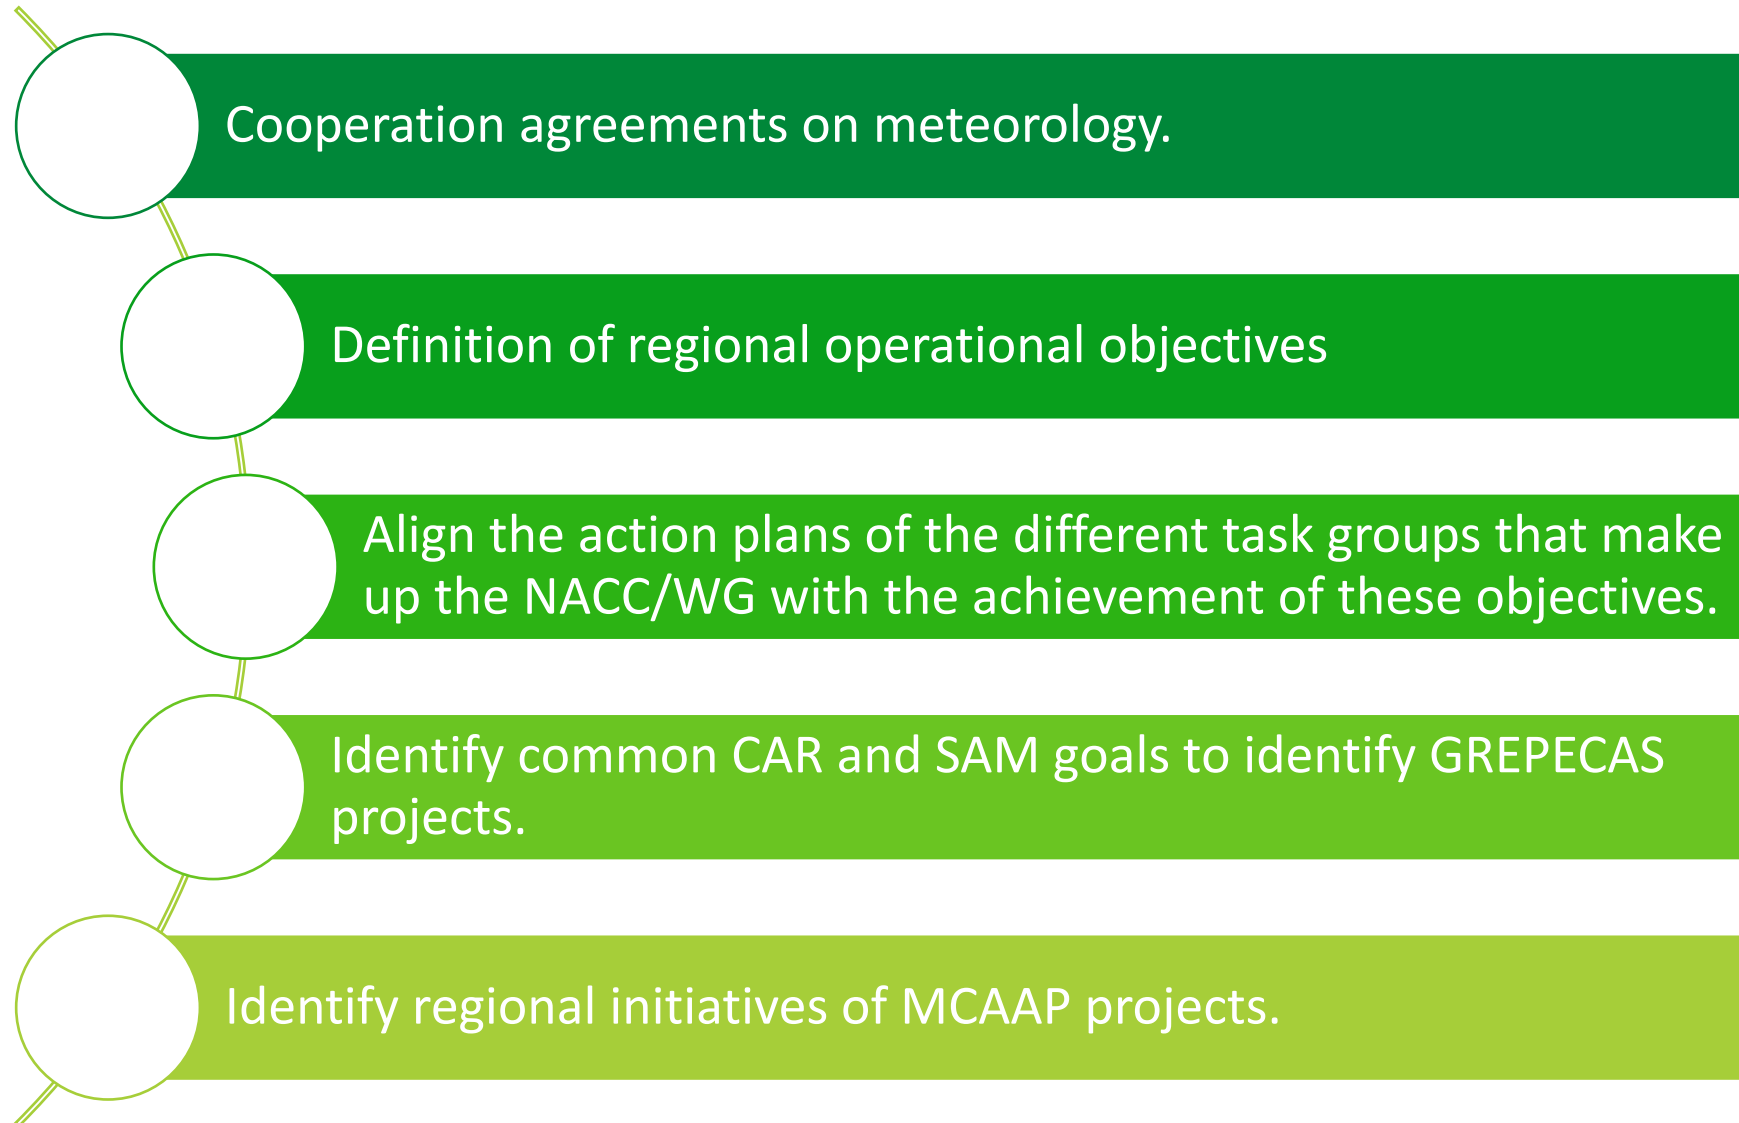 Cooperation agreements on meteorology.
Definition of regional operational objectives
Align the action plans of the different task groups that make
up the NACC/WG with the achievement of these objectives.
Identify common CAR and SAM goals to identify GREPECAS
projects.
Identify regional initiatives of MCAAP projects.